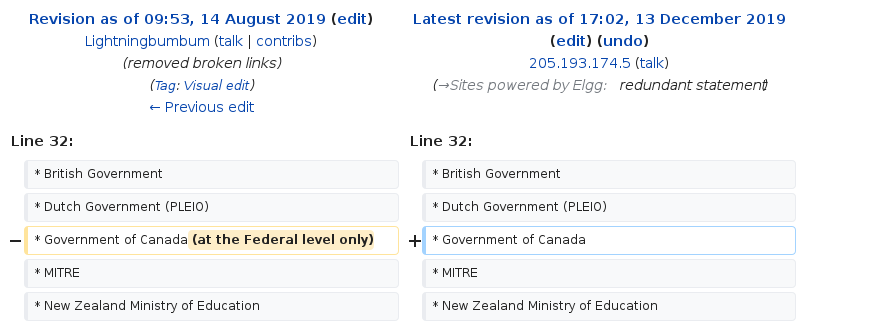 Revision as of 09:53, 14 August 2019 (edit)
Lightningbumbum (talk | contribs)
(removed broken links)
(Tag: Visual edit)
← Previous edit
Latest revision as of 17:02, 13 December 2019
(edit) (undo)
205.193.174.5 (talk)
(→Sites powered by Elgg: redundant statement)
Line 32:
Line 32:
* British Government
* British Government
* Dutch Government (PLEIO)
* Dutch Government (PLEIO)
− * Government of Canada (at the Federal level only)
+ * Government of Canada
* MITRE
* MITRE
* New Zealand Ministry of Education
* New Zealand Ministry of Education